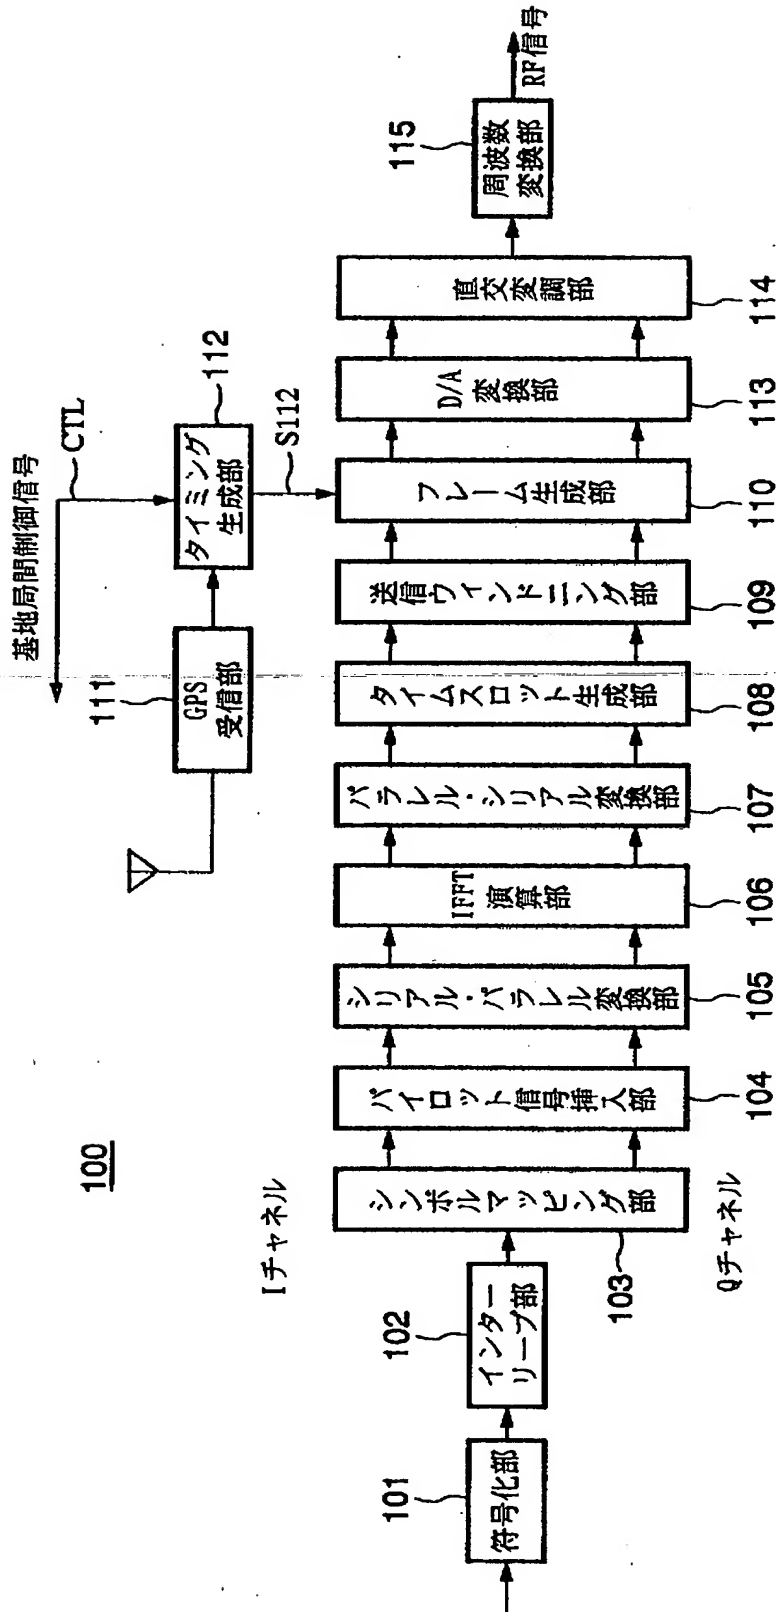 100
基地局間制御信号
CTL
111
GPS
受信部
タイミング
生成部
112
S112
Iチャネル
Qチャネル
101
符号化部
102
インター
リーブ部
シンボルマッピング部
103
パイロット信号挿入部
104
シリアル・パラレル変換部
105
IFFT
演算部
106
パラレル・シリアル変換部
107
タイムスロット生成部
108
送信ウィンドニング部
109
フレーム生成部
110
D/A
変換部
113
直交変調部
114
115
周波数
変換部
RF信号